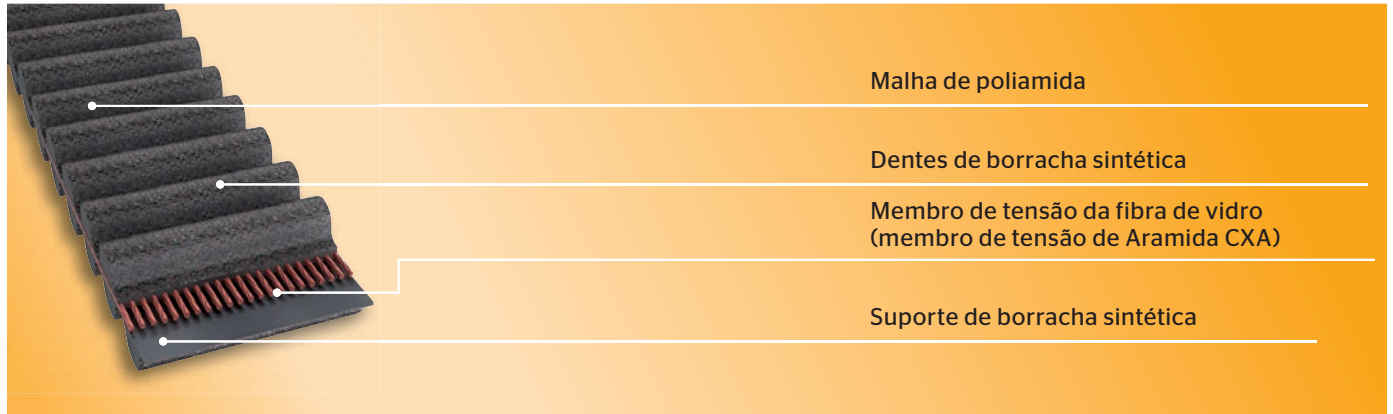 Malha de poliamida
Dentes de borracha sintética
Membro de tensão da fibra de vidro
(membro de tensão de Aramida CXA)
Suporte de borracha sintética